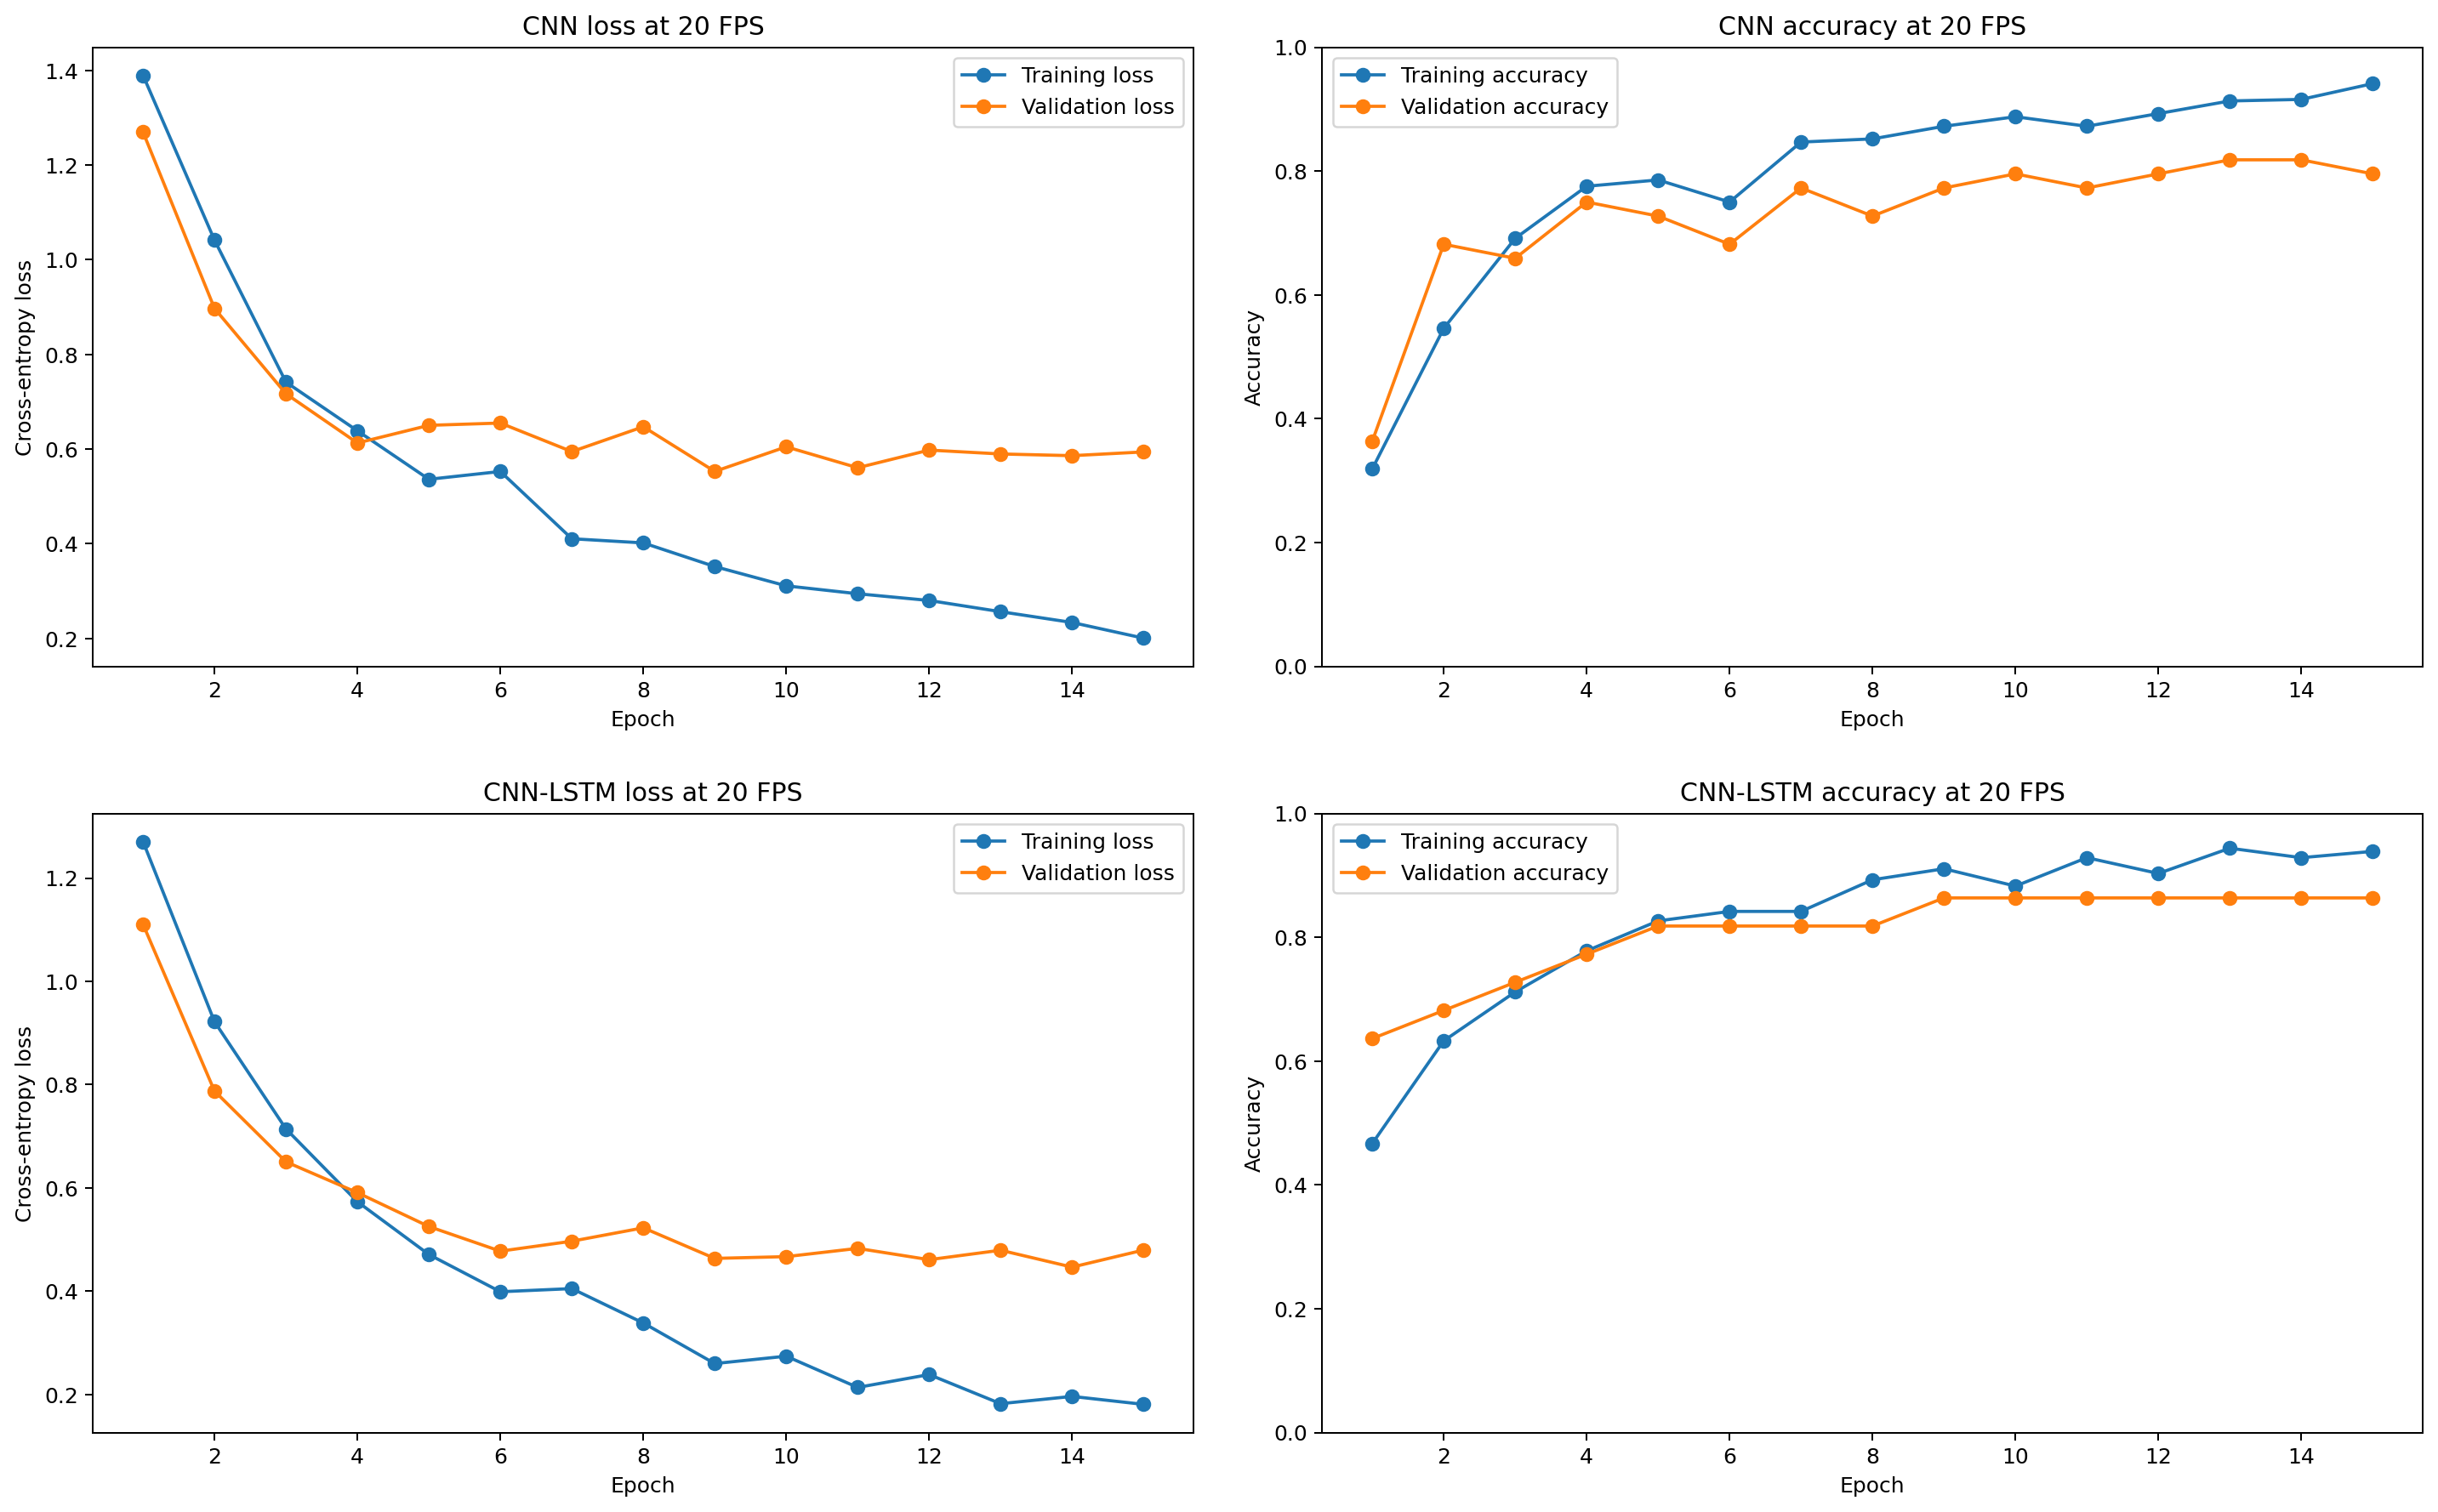 CNN loss at 20 FPS
1.4
1.2
1.0
0.8
0.6
0.4
0.2
Cross-entropy loss
Training loss
Validation loss
2 4 6 8 10 12 14
Epoch
CNN accuracy at 20 FPS
1.0
0.8
0.6
0.4
0.2
0.0
Accuracy
Training accuracy
Validation accuracy
2 4 6 8 10 12 14
Epoch
CNN-LSTM loss at 20 FPS
1.2
1.0
0.8
0.6
0.4
0.2
Cross-entropy loss
Training loss
Validation loss
2 4 6 8 10 12 14
Epoch
CNN-LSTM accuracy at 20 FPS
1.0
0.8
0.6
0.4
0.2
0.0
Accuracy
Training accuracy
Validation accuracy
2 4 6 8 10 12 14
Epoch